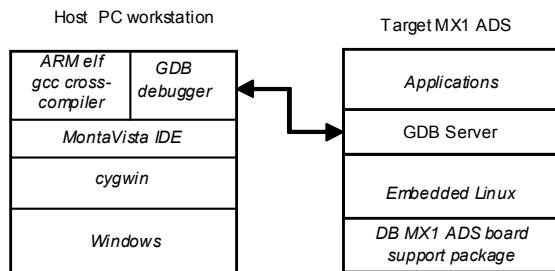 Host PC workstation
ARM elf
gcc cross-
compiler
GDB
debugger
MontaVista IDE
cygwin
Windows
Target MX1 ADS
Applications
GDB Server
Embedded Linux
DB MX1 ADS board
support package